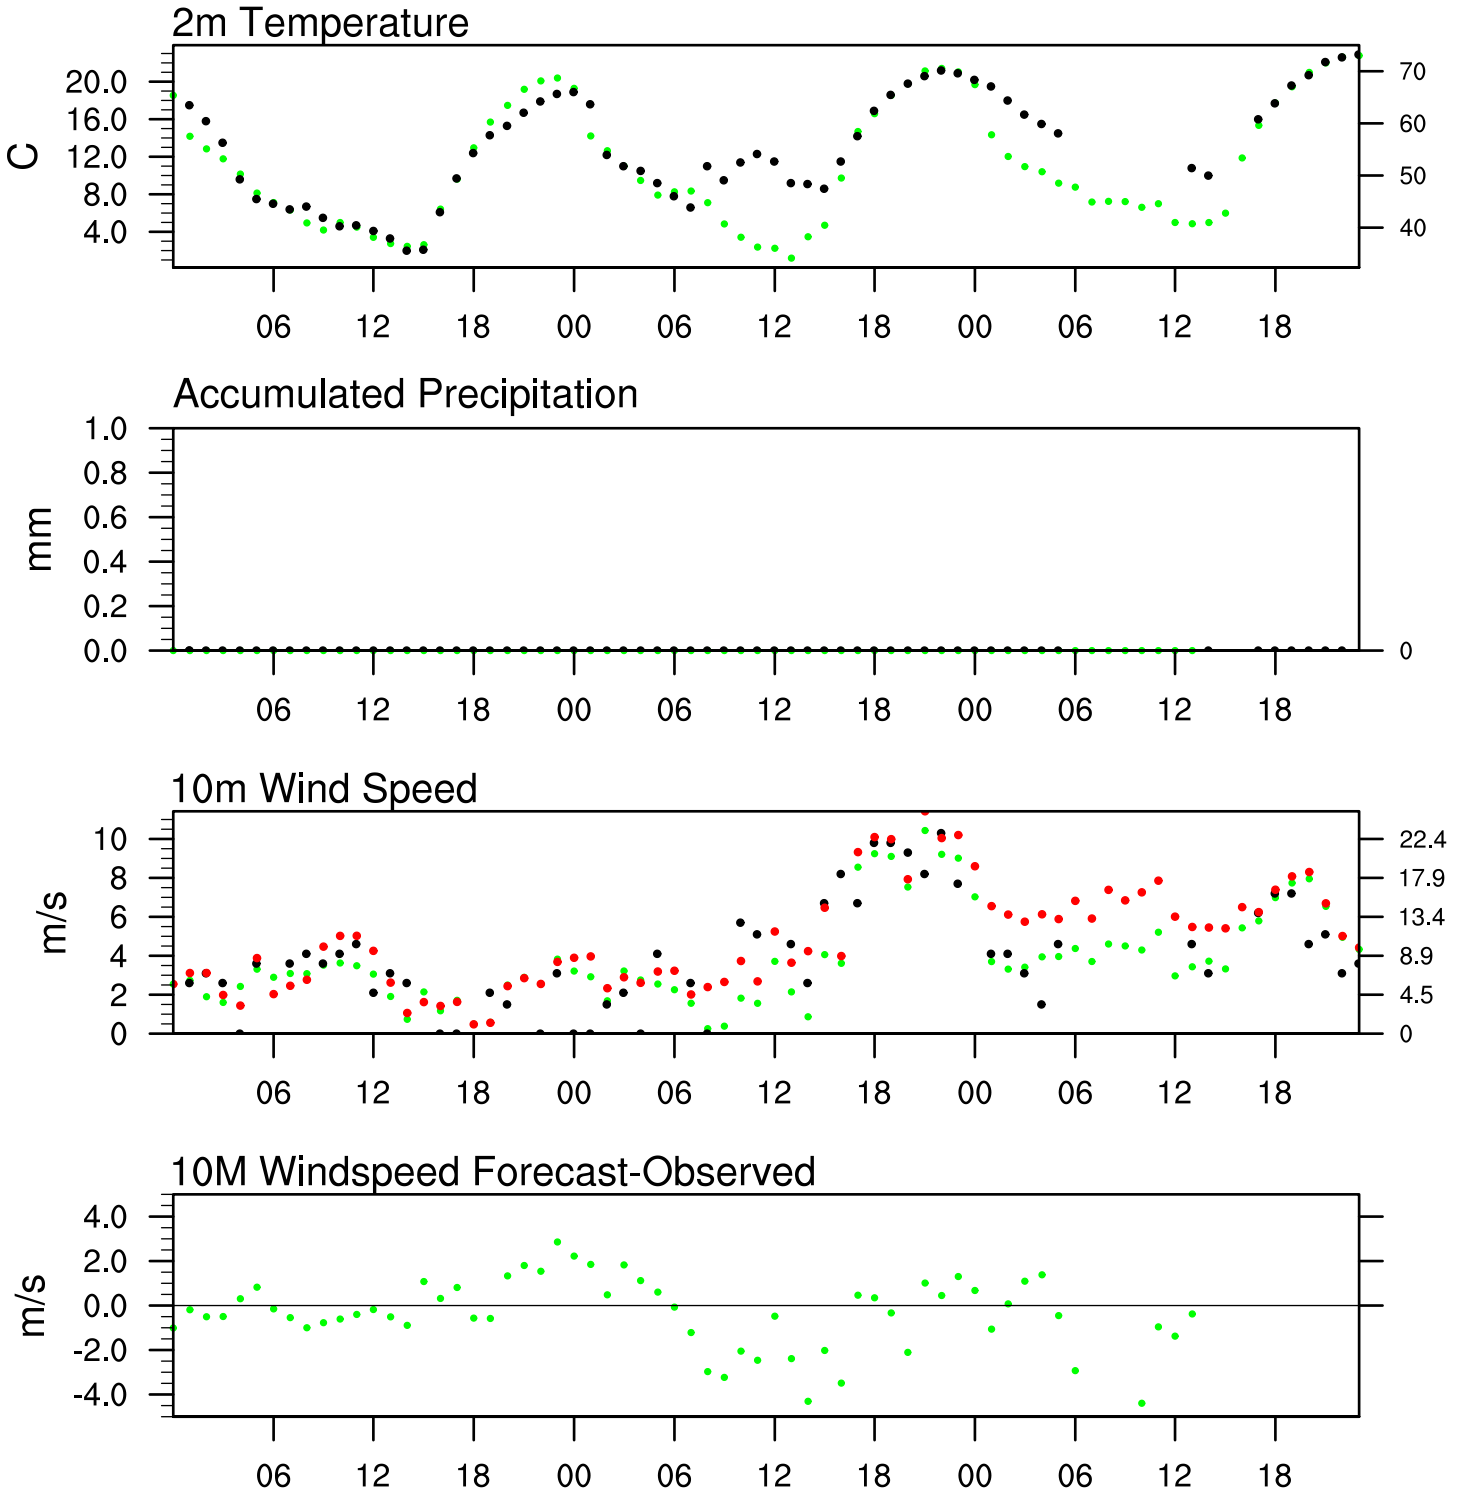 2m Temperature
20.0 70
16.0 60
C
12.0 50
8.0
4.0 40
06 12 18 00 06 12 18 00 06 12 18
Accumulated Precipitation
1.0
0.8
0.6
mm
0.4
0.2
0.0 0
06 12 18 00 06 12 18 00 06 12 18
10m Wind Speed
10 22.4
8 17.9
6 13.4
m/s
4 8.9
2 4.5
0 0
06 12 18 00 06 12 18 00 06 12 18
10M Windspeed Forecast-Observed
4.0
2.0
0.0
m/s
-2.0
-4.0
06 12 18 00 06 12 18 00 06 12 18